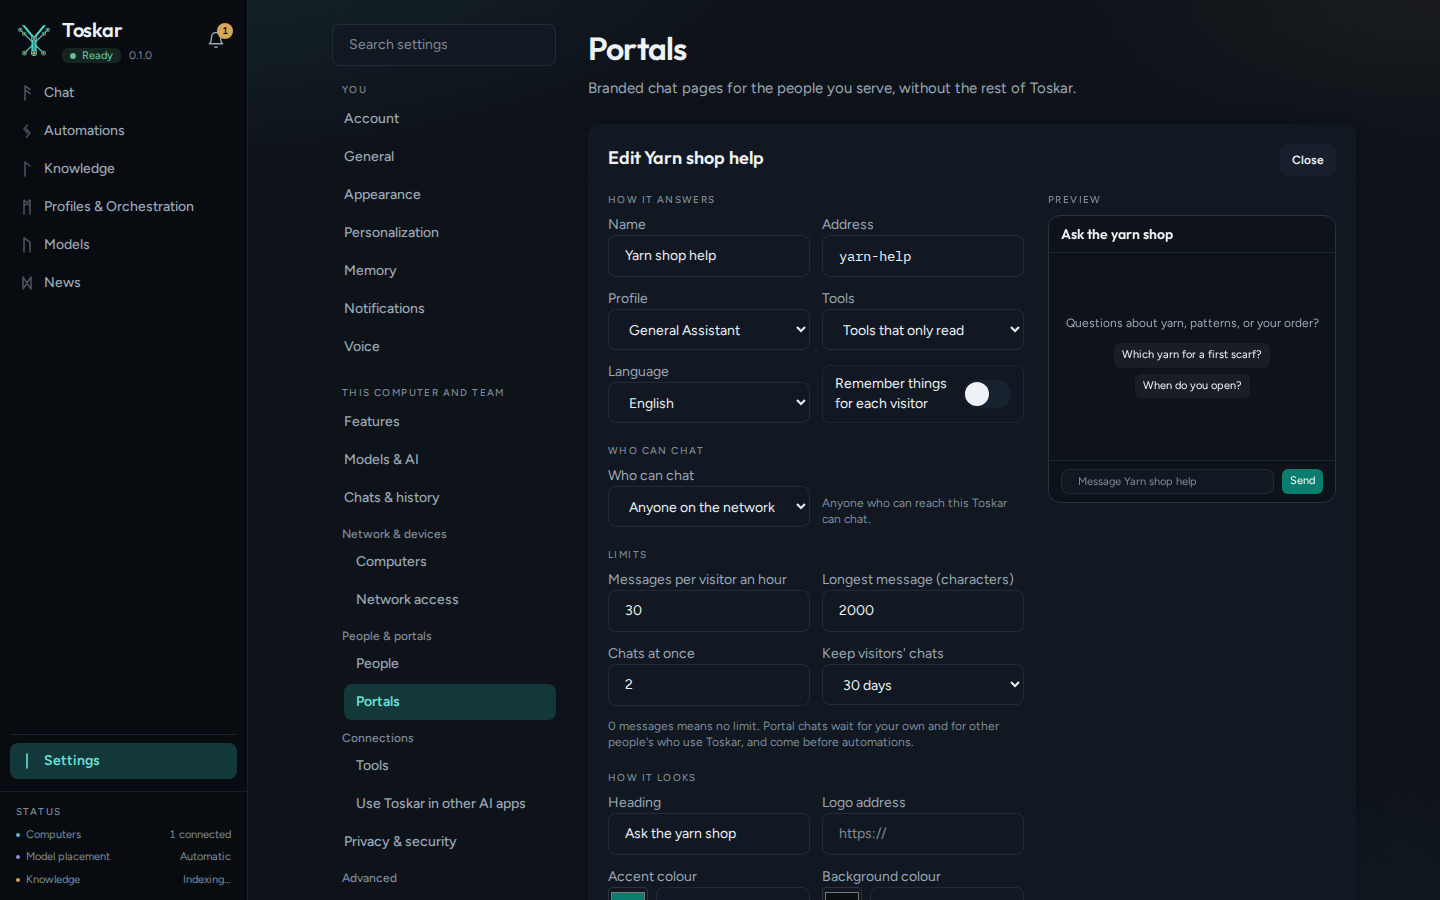 Toskar
Ready 0.1.0
1
Chat
Automations
Knowledge
Profiles & Orchestration
Models
News
Settings
STATUS
Computers 1 connected
Model placement Automatic
Knowledge Indexing...
Search settings
YOU
Account
General
Appearance
Personalization
Memory
Notifications
Voice
THIS COMPUTER AND TEAM
Features
Models & AI
Chats & history
Network & devices
Computers
Network access
People & portals
People
Portals
Connections
Tools
Use Toskar in other AI apps
Privacy & security
Advanced
Portals
Branded chat pages for the people you serve, without the rest of Toskar.
Edit Yarn shop help
Close
HOW IT ANSWERS
Name Address
Yarn shop help yarn-help
Profile Tools
General Assistant Tools that only read
Language
English
Remember things
for each visitor
WHO CAN CHAT
Who can chat
Anyone on the network
Anyone who can reach this Toskar
can chat.
LIMITS
Messages per visitor an hour Longest message (characters)
30 2000
Chats at once Keep visitors' chats
2 30 days
0 messages means no limit. Portal chats wait for your own and for other
people's who use Toskar, and come before automations.
HOW IT LOOKS
Heading Logo address
Ask the yarn shop https://
Accent colour Background colour
PREVIEW
Ask the yarn shop
Questions about yarn, patterns, or your order?
Which yarn for a first scarf?
When do you open?
Message Yarn shop help Send